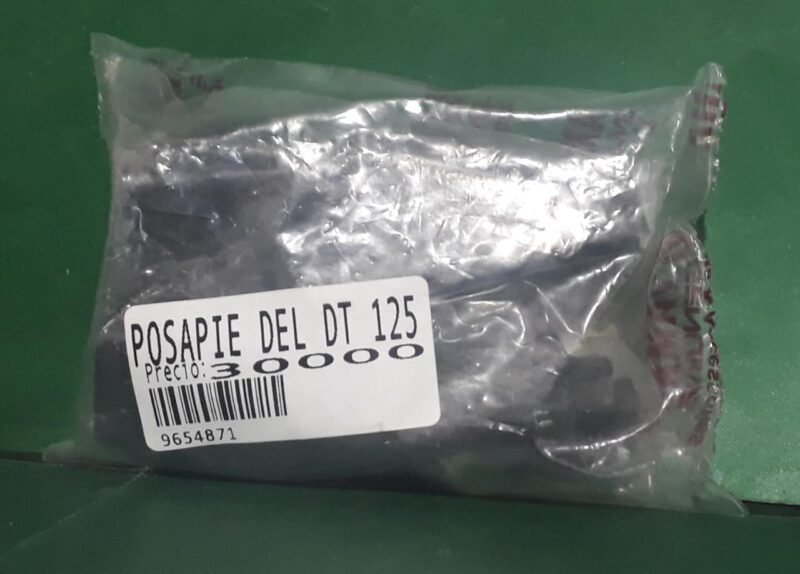 POSAPIE DEL DT 125
Precio: 30000
9654871